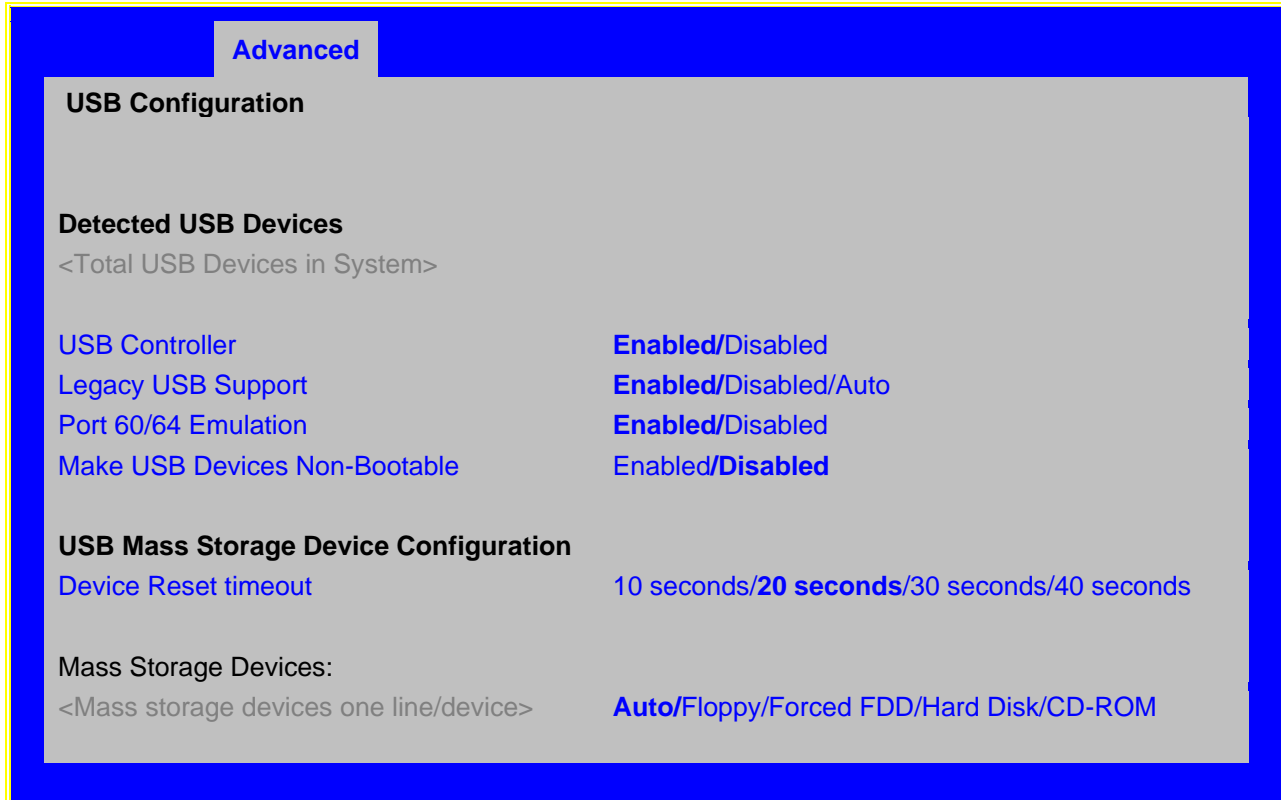 Advanced
USB Configuration
Detected USB Devices
<Total USB Devices in System>
USB Controller Enabled/Disabled
Legacy USB Support Enabled/Disabled/Auto
Port 60/64 Emulation Enabled/Disabled
Make USB Devices Non-Bootable Enabled/Disabled
USB Mass Storage Device Configuration
Device Reset timeout 10 seconds/20 seconds/30 seconds/40 seconds
Mass Storage Devices:
<Mass storage devices one line/device> Auto/Floppy/Forced FDD/Hard Disk/CD-ROM